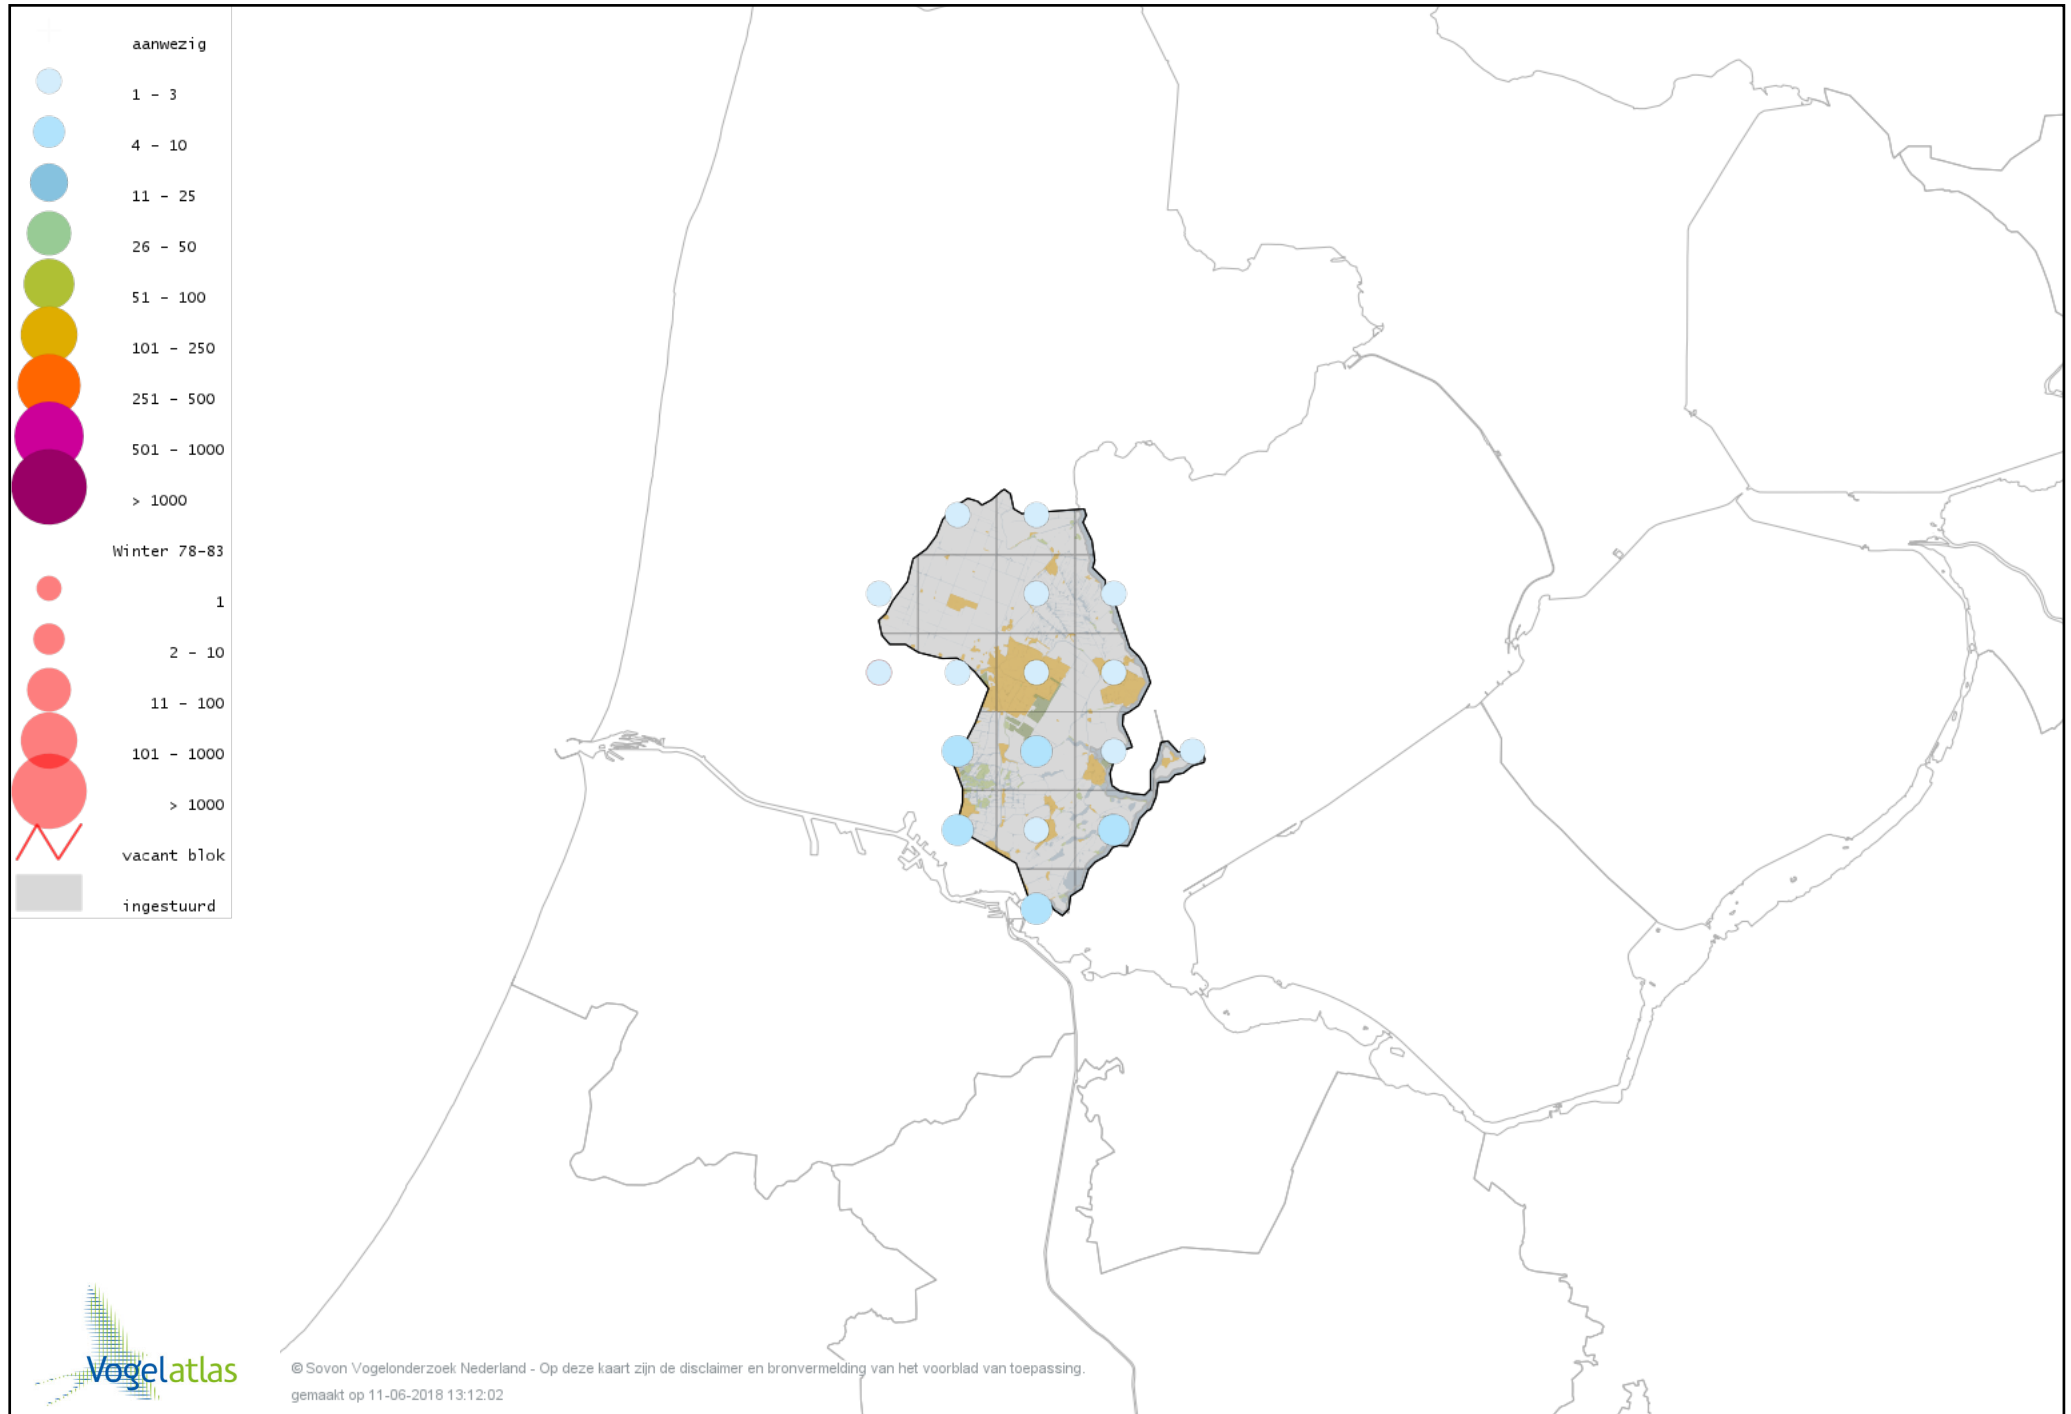 aanwezig
1 - 3
4 - 10
11 - 25
26 - 50
51 - 100
101 - 250
251 - 500
501 - 1000
> 1000
Winter 78-83
1
2 - 10
11 - 100
101 - 1000
> 1000
vacant blok
ingestuurd
Vogelatlas
© Sovon Vogelonderzoek Nederland - Op deze kaart zijn de disclaimer en bronvermelding van het voorblad van toepassing.
gemaakt op 11-06-2018 13:12:02